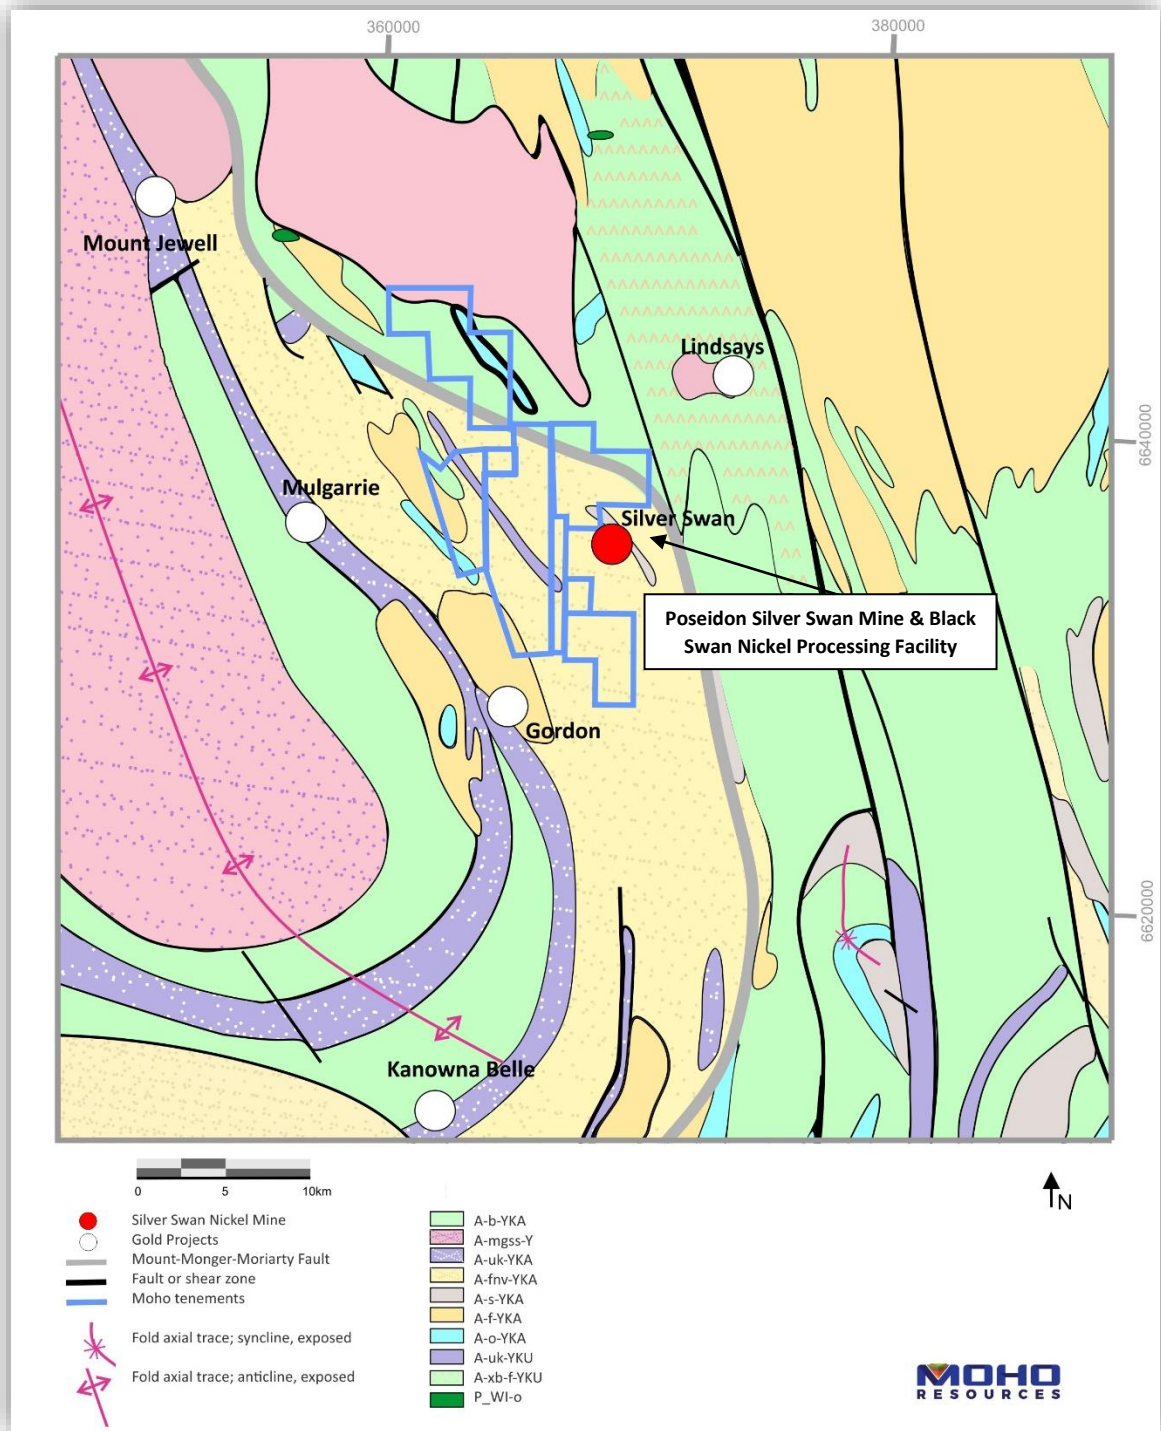 360000
380000
Mount Jewell
Lindsays
6640000
Mulgarrie
Silver Swan
Poseidon Silver Swan Mine & Black
Swan Nickel Processing Facility
Gordon
6620000
Kanowna Belle
0 5 10km
N
Silver Swan Nickel Mine
Gold Projects
Mount-Monger-Moriarty Fault
Fault or shear zone
Moho tenements
Fold axial trace; syncline, exposed
Fold axial trace; anticline, exposed
A-b-YKA
A-mgss-Y
A-uk-YKA
A-fnv-YKA
A-s-YKA
A-f-YKA
A-o-YKA
A-uk-YKU
A-xb-f-YKU
P_WI-o
MOHO
RESOURCES